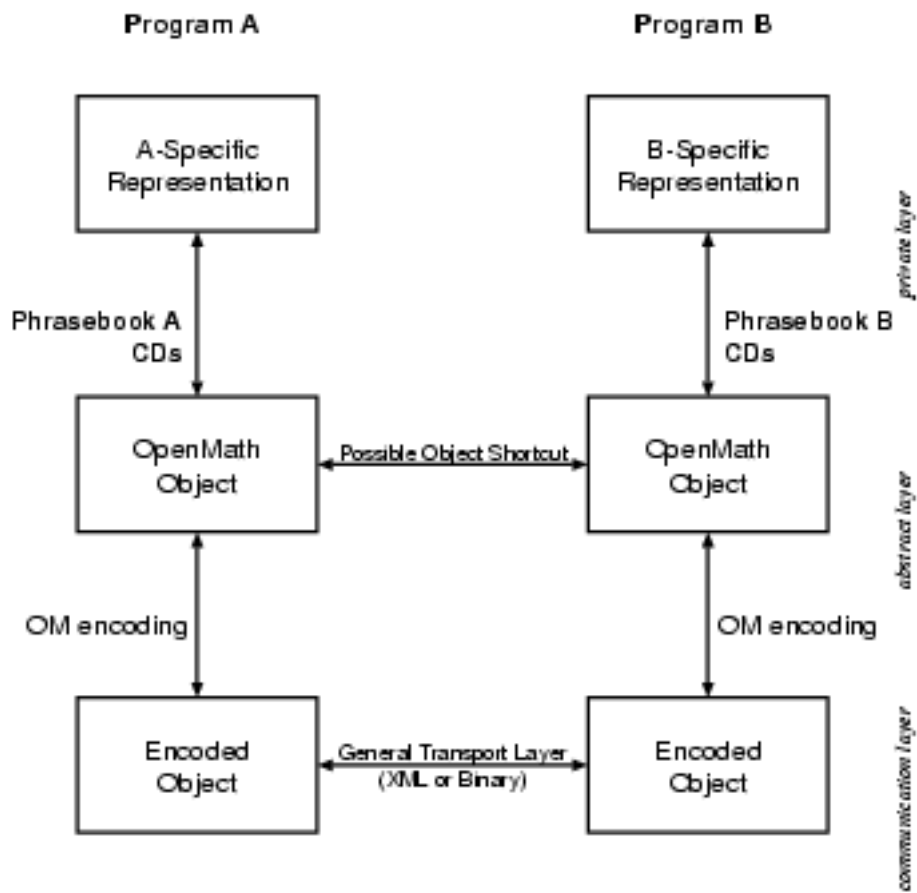 Program A
Program B
A-Specific
Representation
B-Specific
Representation
private layer
Phrasebook A
CDs
Phrasebook B
CDs
OpenMath
Object
Possible Object Shortcut
OpenMath
Object
abstract layer
OM encoding
OM encoding
Encoded
Object
General Transport Layer
(XML or Binary)
Encoded
Object
communication layer